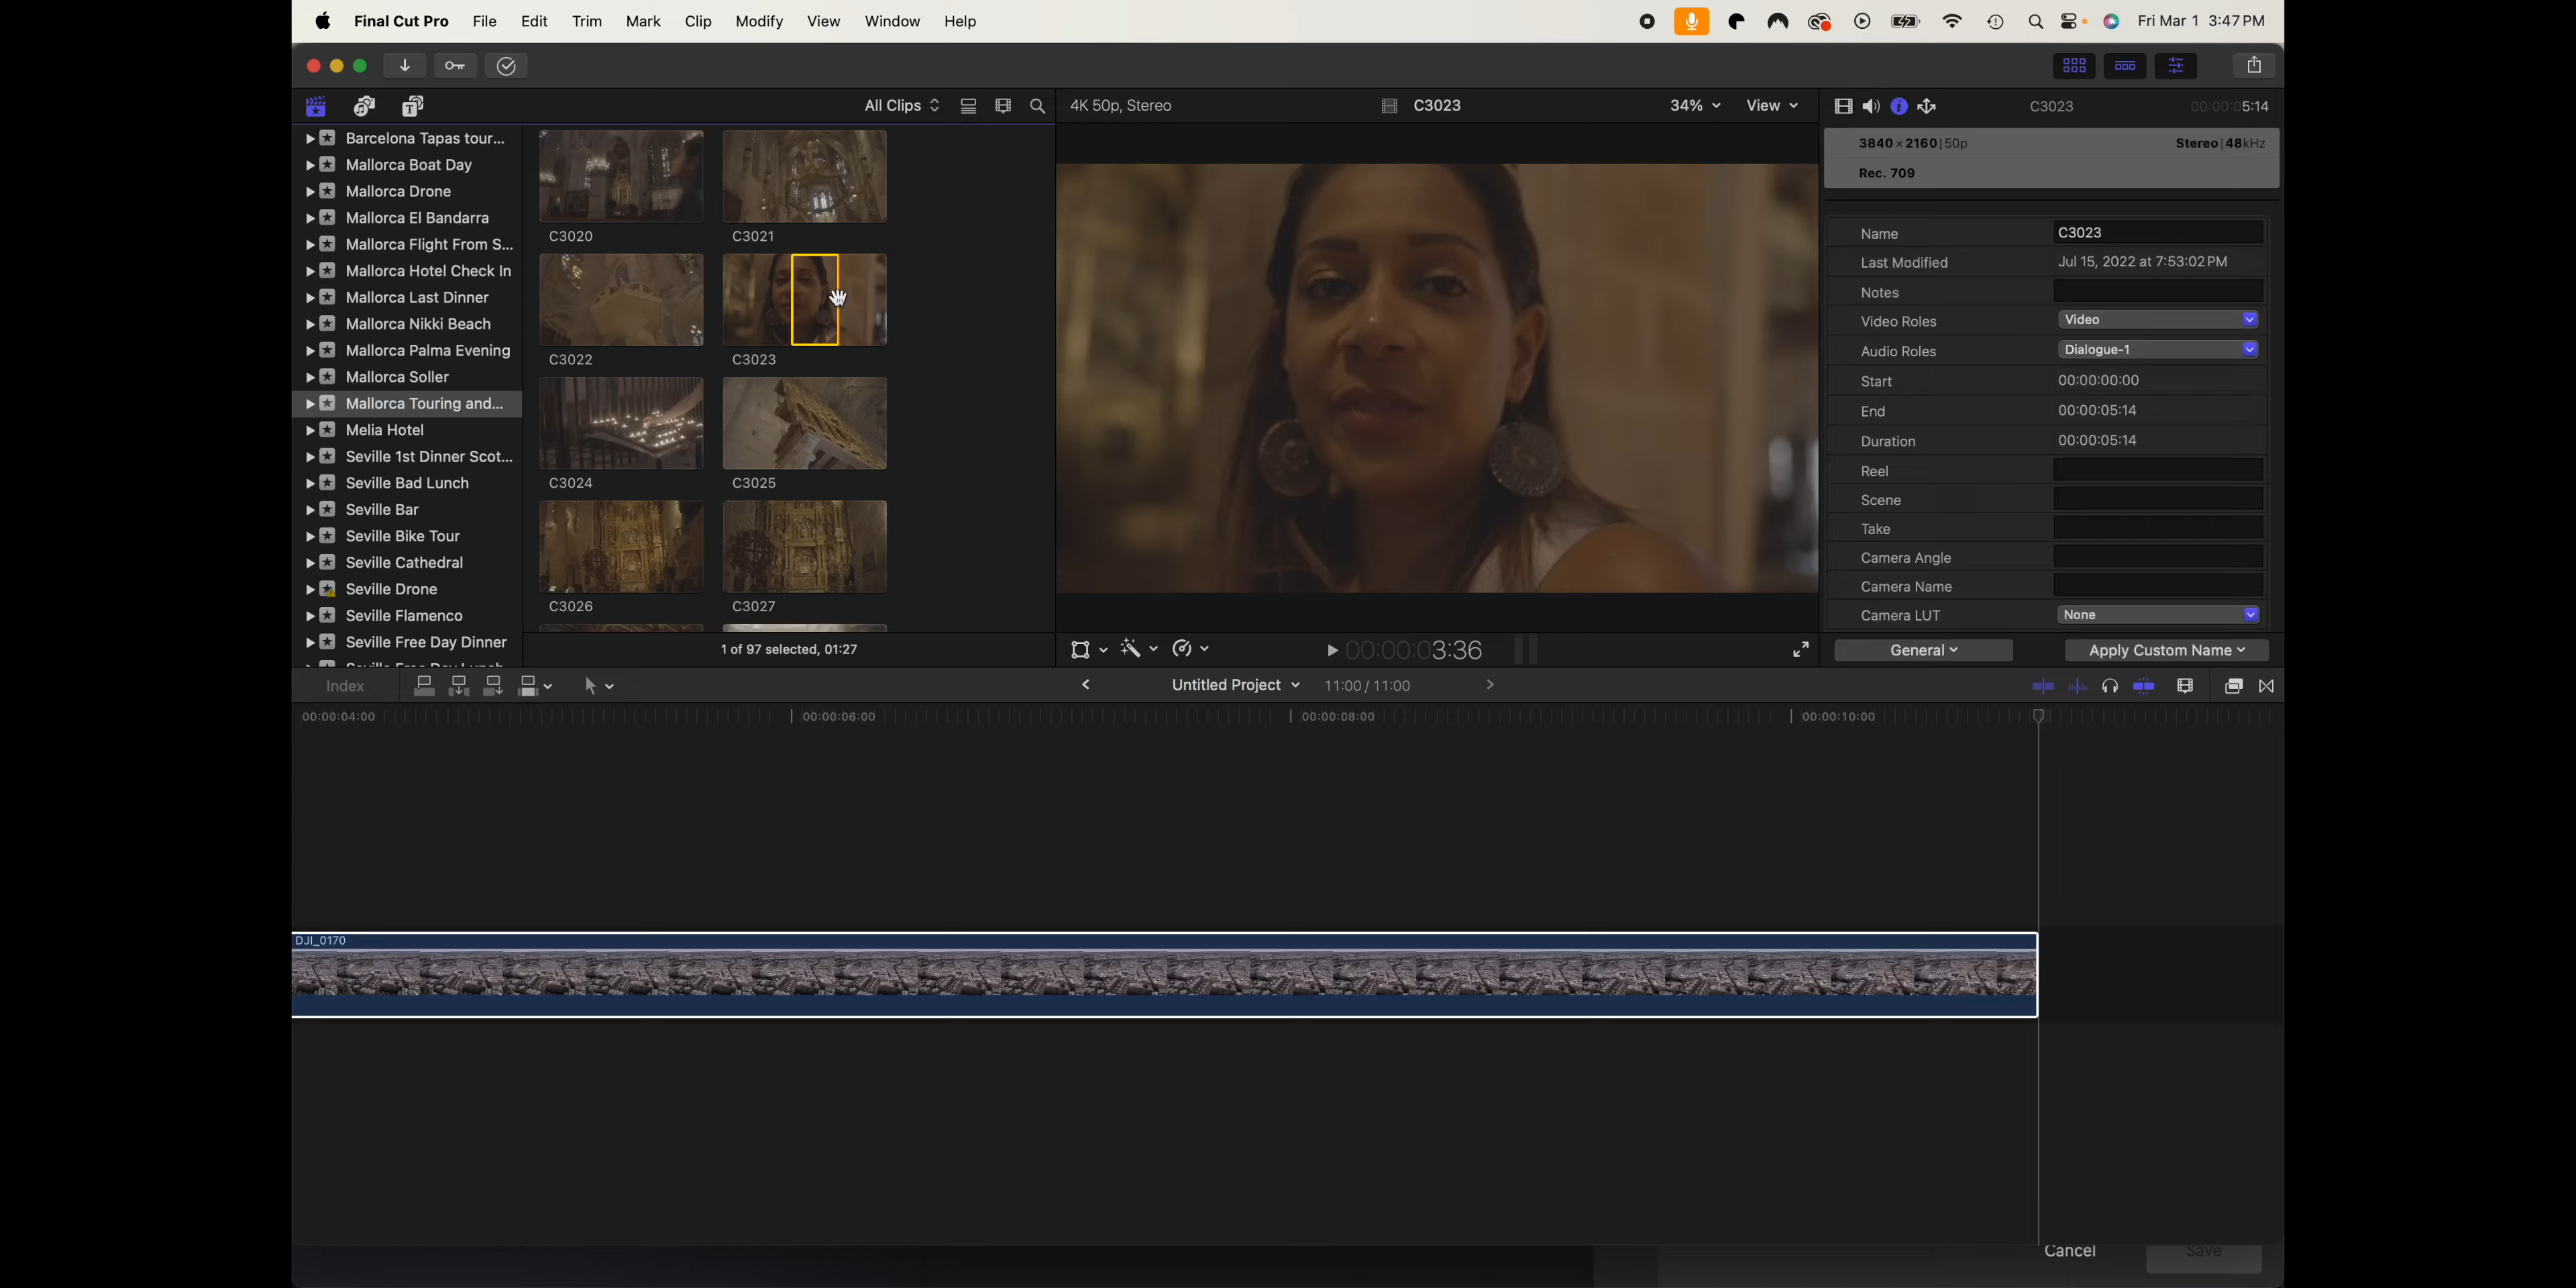 Final Cut Pro File Edit Trim Mark Clip Modify View Window Help Fri Mar 1 3:47 PM
All Clips 4K 50p, Stereo C3023 34% View C3023 00:00:05:14
Barcelona Tapas tour...
Mallorca Boat Day
Mallorca Drone
Mallorca El Bandarra
Mallorca Flight From S...
Mallorca Hotel Check In
Mallorca Last Dinner
Mallorca Nikki Beach
Mallorca Palma Evening
Mallorca Soller
Mallorca Touring and...
Melia Hotel
Seville 1st Dinner Scot...
Seville Bad Lunch
Seville Bar
Seville Bike Tour
Seville Cathedral
Seville Drone
Seville Flamenco
Seville Free Day Dinner
Seville Free Day Lunch
C3020 C3021
C3022 C3023
C3024 C3025
C3026 C3027
1 of 97 selected, 01:27
00:00:03:36
3840 × 2160 | 50p Stereo | 48kHz
Rec. 709
Name C3023
Last Modified Jul 15, 2022 at 7:53:02 PM
Notes
Video Roles Video
Audio Roles Dialogue-1
Start 00:00:00:00
End 00:00:05:14
Duration 00:00:05:14
Reel
Scene
Take
Camera Angle
Camera Name
Camera LUT None
General Apply Custom Name
Index Untitled Project 11:00 / 11:00
00:00:04:00 00:00:06:00 00:00:08:00 00:00:10:00
DJI_0170
Cancel Save